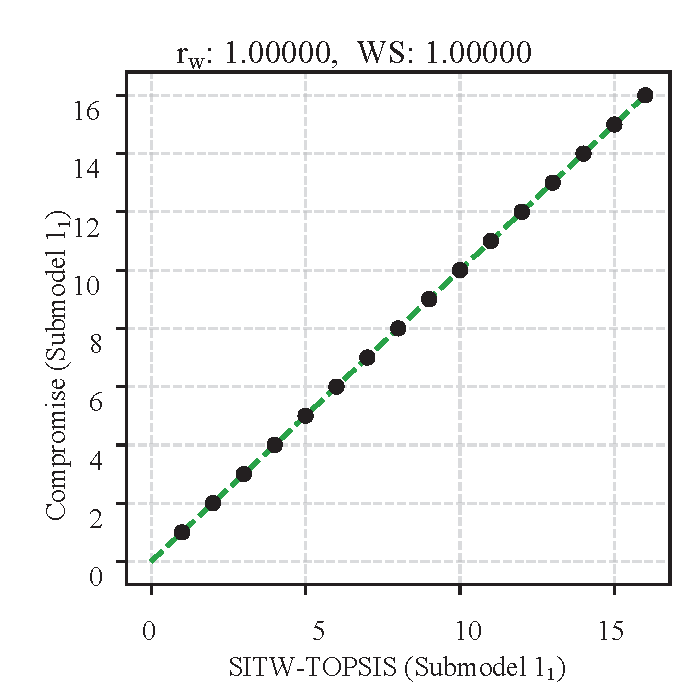 r_w: 1.00000, WS: 1.00000
16
14
12
10
8
6
4
2
0
Compromise (Submodel 1₁)
0 5 10 15
SITW-TOPSIS (Submodel 1₁)